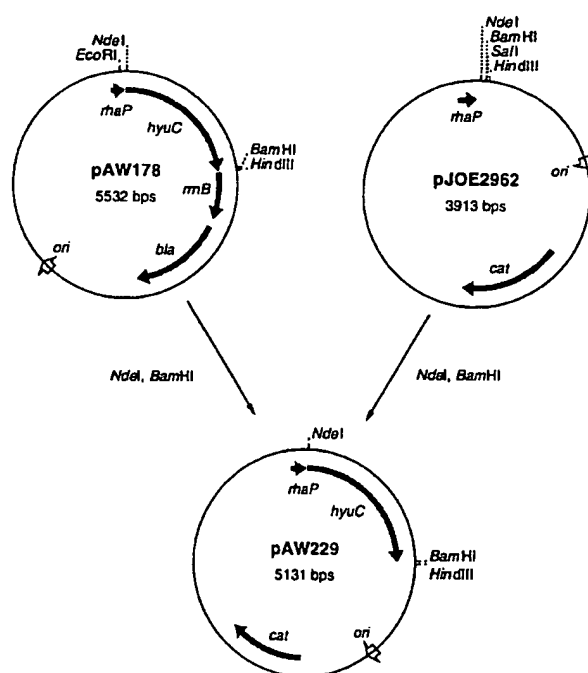 NdeI
EcoRI
rhaP
hyuC
BamHI
HindIII
pAW178
5532 bps
rrnB
bla
ori
NdeI
BamHI
SalI
HindIII
rhaP
pJOE2962
3913 bps
ori
cat
NdeI, BamHI
NdeI, BamHI
NdeI
rhaP
hyuC
pAW229
5131 bps
BamHI
HindIII
cat
ori